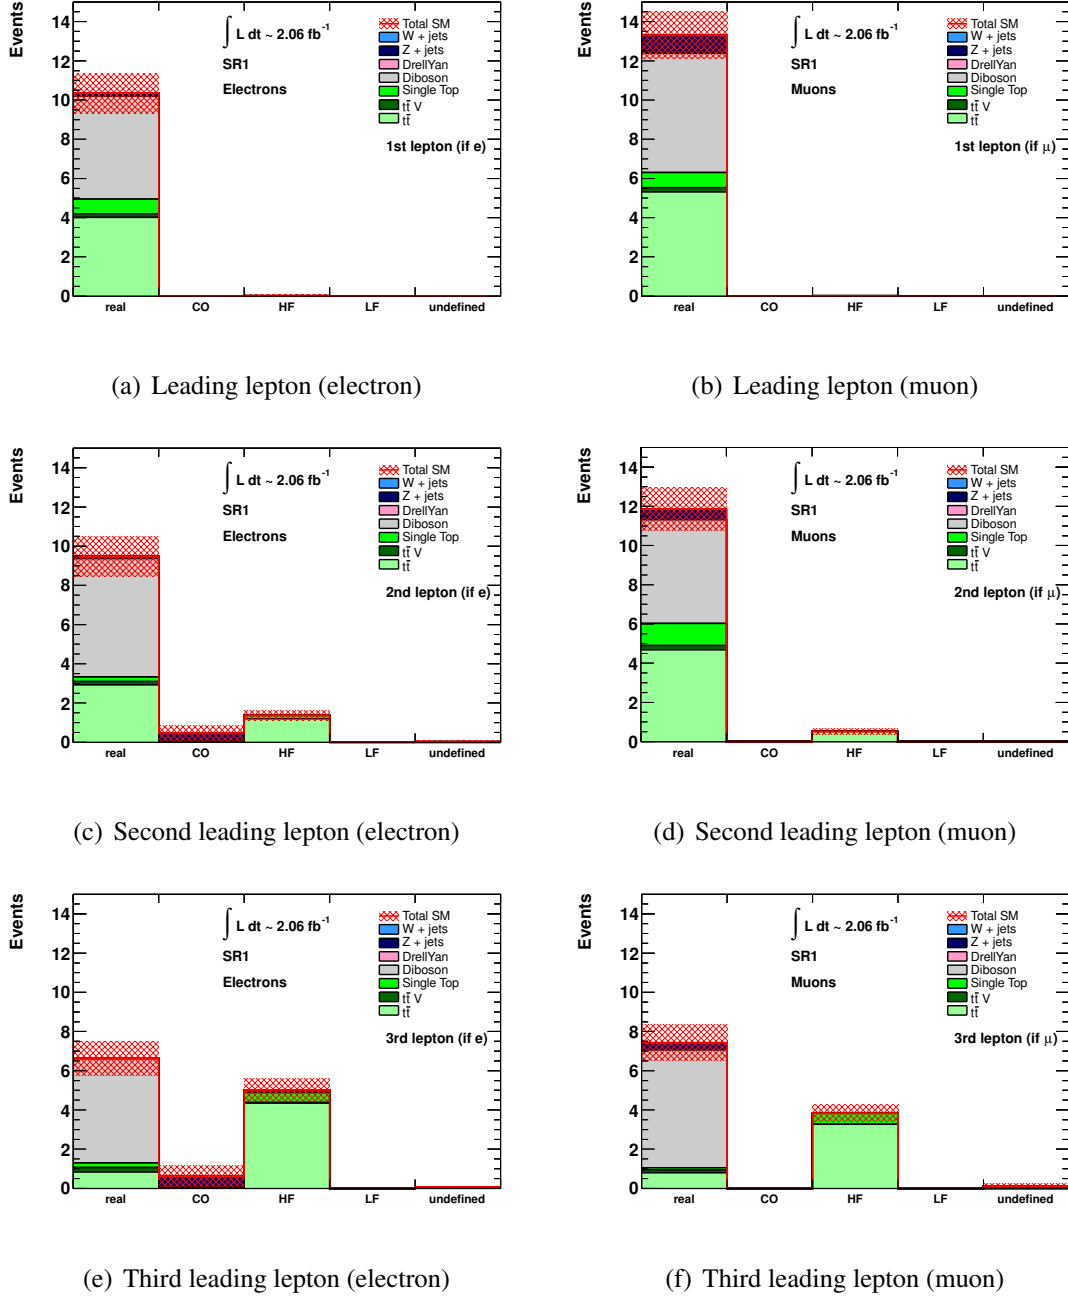 Events
14
12
10
8
6
4
2
0
∫ L dt ~ 2.06 fb⁻¹
SR1
Electrons
Total SM
W + jets
Z + jets
DrellYan
Diboson
Single Top
tt̄ V
tt̄
1st lepton (if e)
real CO HF LF undefined
(a) Leading lepton (electron)
Events
14
12
10
8
6
4
2
0
∫ L dt ~ 2.06 fb⁻¹
SR1
Muons
Total SM
W + jets
Z + jets
DrellYan
Diboson
Single Top
tt̄ V
tt̄
1st lepton (if μ)
real CO HF LF undefined
(b) Leading lepton (muon)
Events
14
12
10
8
6
4
2
0
∫ L dt ~ 2.06 fb⁻¹
SR1
Electrons
Total SM
W + jets
Z + jets
DrellYan
Diboson
Single Top
tt̄ V
tt̄
2nd lepton (if e)
real CO HF LF undefined
(c) Second leading lepton (electron)
Events
14
12
10
8
6
4
2
0
∫ L dt ~ 2.06 fb⁻¹
SR1
Muons
Total SM
W + jets
Z + jets
DrellYan
Diboson
Single Top
tt̄ V
tt̄
2nd lepton (if μ)
real CO HF LF undefined
(d) Second leading lepton (muon)
Events
14
12
10
8
6
4
2
0
∫ L dt ~ 2.06 fb⁻¹
SR1
Electrons
Total SM
W + jets
Z + jets
DrellYan
Diboson
Single Top
tt̄ V
tt̄
3rd lepton (if e)
real CO HF LF undefined
(e) Third leading lepton (electron)
Events
14
12
10
8
6
4
2
0
∫ L dt ~ 2.06 fb⁻¹
SR1
Muons
Total SM
W + jets
Z + jets
DrellYan
Diboson
Single Top
tt̄ V
tt̄
3rd lepton (if μ)
real CO HF LF undefined
(f) Third leading lepton (muon)